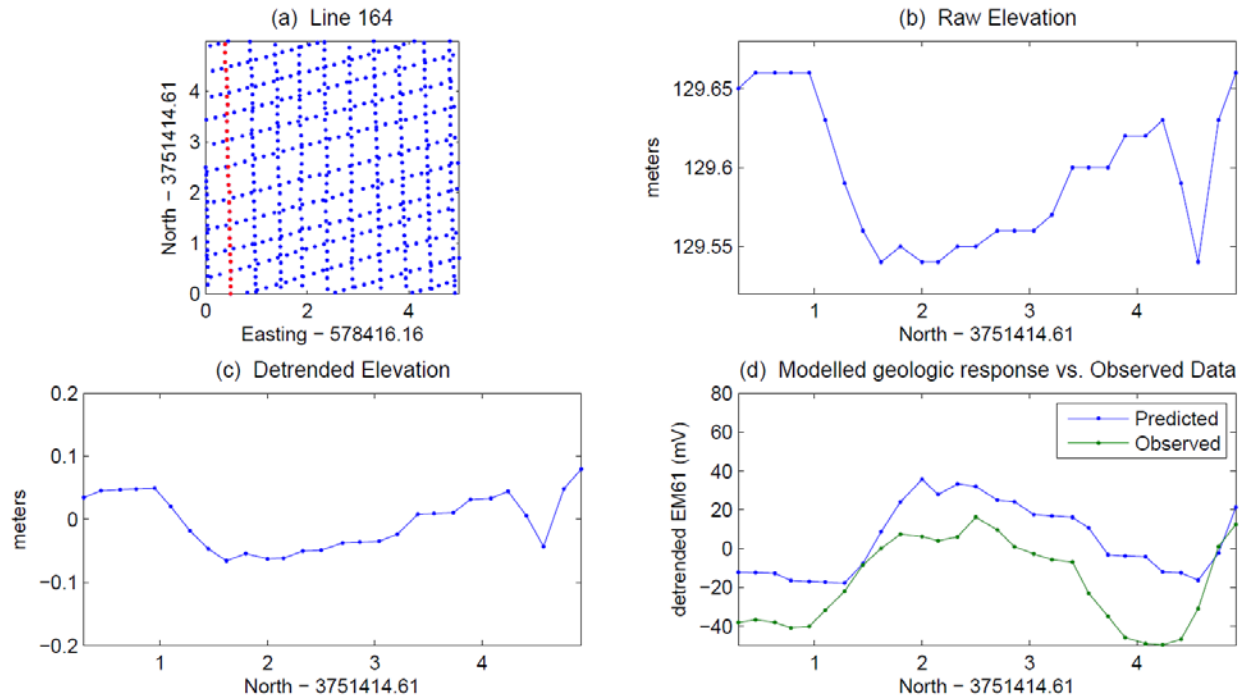 (a) Line 164
North − 3751414.61
4
3
2
1
0
0 2 4
Easting − 578416.16
(b) Raw Elevation
meters
129.65
129.6
129.55
1 2 3 4
North − 3751414.61
(c) Detrended Elevation
meters
0.2
0.1
0
−0.1
−0.2
1 2 3 4
North − 3751414.61
(d) Modelled geologic response vs. Observed Data
detrended EM61 (mV)
80
60
40
20
0
−20
−40
Predicted
Observed
1 2 3 4
North − 3751414.61